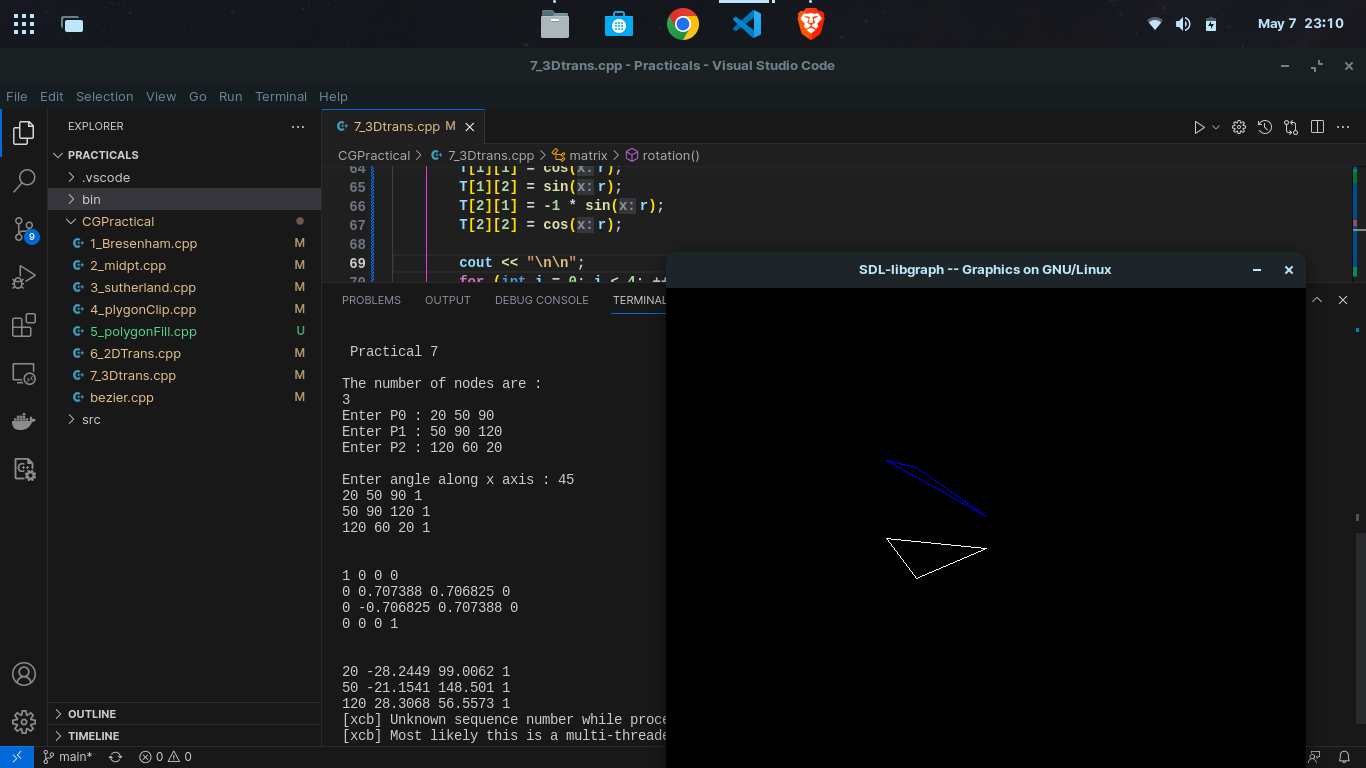 May 7 23:10
7_3Dtrans.cpp - Practicals - Visual Studio Code
File Edit Selection View Go Run Terminal Help
EXPLORER
PRACTICALS
.vscode
bin
CGPractical
1_Bresenham.cpp M
2_midpt.cpp M
3_sutherland.cpp M
4_plygonClip.cpp M
5_polygonFill.cpp U
6_2DTrans.cpp M
7_3Dtrans.cpp M
bezier.cpp M
src
OUTLINE
TIMELINE
9
7_3Dtrans.cpp M
CGPractical > 7_3Dtrans.cpp > matrix > rotation()
64 T[1][1] = cos(x: r);
65 T[1][2] = sin(x: r);
66 T[2][1] = -1 * sin(x: r);
67 T[2][2] = cos(x: r);
68
69 cout << "\n\n";
70 for (int i = 0; i < 4; ++
PROBLEMS OUTPUT DEBUG CONSOLE TERMINAL
Practical 7
The number of nodes are :
3
Enter P0 : 20 50 90
Enter P1 : 50 90 120
Enter P2 : 120 60 20
Enter angle along x axis : 45
20 50 90 1
50 90 120 1
120 60 20 1
1 0 0 0
0 0.707388 0.706825 0
0 -0.706825 0.707388 0
0 0 0 1
20 -28.2449 99.0062 1
50 -21.1541 148.501 1
120 28.3068 56.5573 1
[xcb] Unknown sequence number while proce
[xcb] Most likely this is a multi-threade
SDL-libgraph -- Graphics on GNU/Linux
main* 0 0